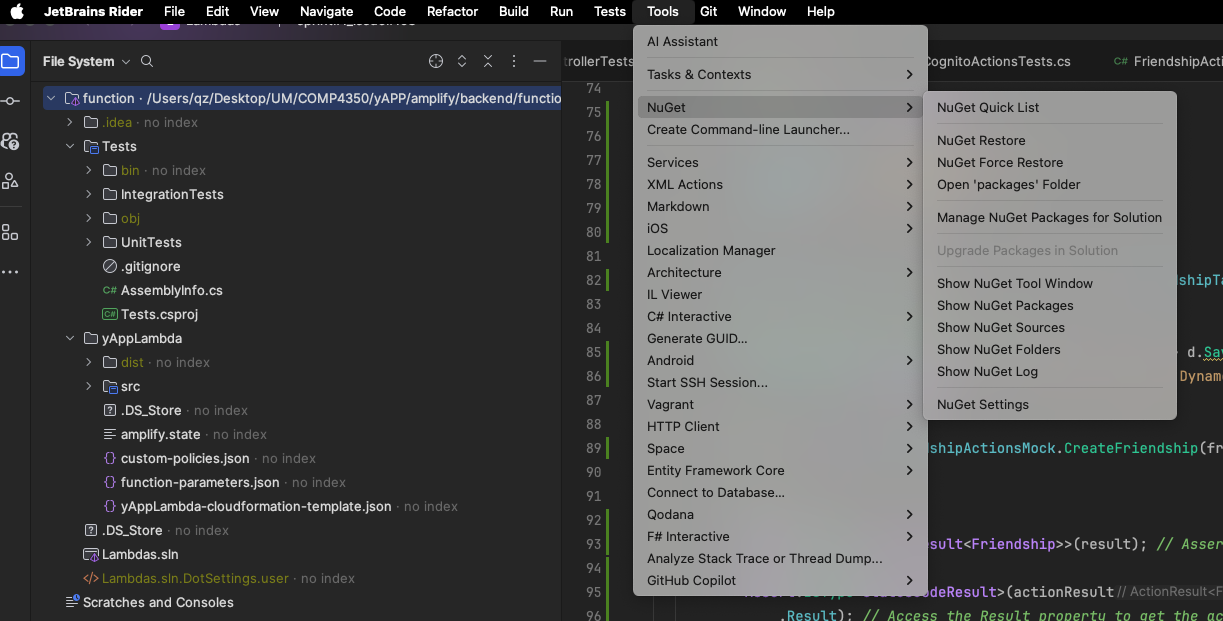 JetBrains Rider File Edit View Navigate Code Refactor Build Run Tests Tools Git Window Help
File System
function · /Users/qz/Desktop/UM/COMP4350/yAPP/amplify/backend/functio
.idea · no index
Tests
bin · no index
IntegrationTests
obj
UnitTests
.gitignore
C# AssemblyInfo.cs
C# Tests.csproj
yAppLambda
dist · no index
src
.DS_Store · no index
amplify.state · no index
custom-policies.json · no index
function-parameters.json · no index
yAppLambda-cloudformation-template.json · no index
.DS_Store · no index
Lambdas.sln
Lambdas.sln.DotSettings.user · no index
Scratches and Consoles
AI Assistant
Tasks & Contexts
NuGet
Create Command-line Launcher...
Services
XML Actions
Markdown
iOS
Localization Manager
Architecture
IL Viewer
C# Interactive
Generate GUID...
Android
Start SSH Session...
Vagrant
HTTP Client
Space
Entity Framework Core
Connect to Database...
Qodana
F# Interactive
Analyze Stack Trace or Thread Dump...
GitHub Copilot
NuGet Quick List
NuGet Restore
NuGet Force Restore
Open 'packages' Folder
Manage NuGet Packages for Solution
Upgrade Packages in Solution
Show NuGet Tool Window
Show NuGet Packages
Show NuGet Sources
Show NuGet Folders
Show NuGet Log
NuGet Settings
trollerTests
CognitoActionsTests.cs
C# FriendshipActi
74
75
76
77
78
79
80
81
82
shipTa
83
84
85
d.Sav
86
Dynam
87
88
89
dshipActionsMock.CreateFriendship(fr
90
91
92
93
sult<Friendship>>(result); // Asser
94
95
odeResult>(actionResult // ActionResult<F
96
.Result); // Access the Result property to get the ac